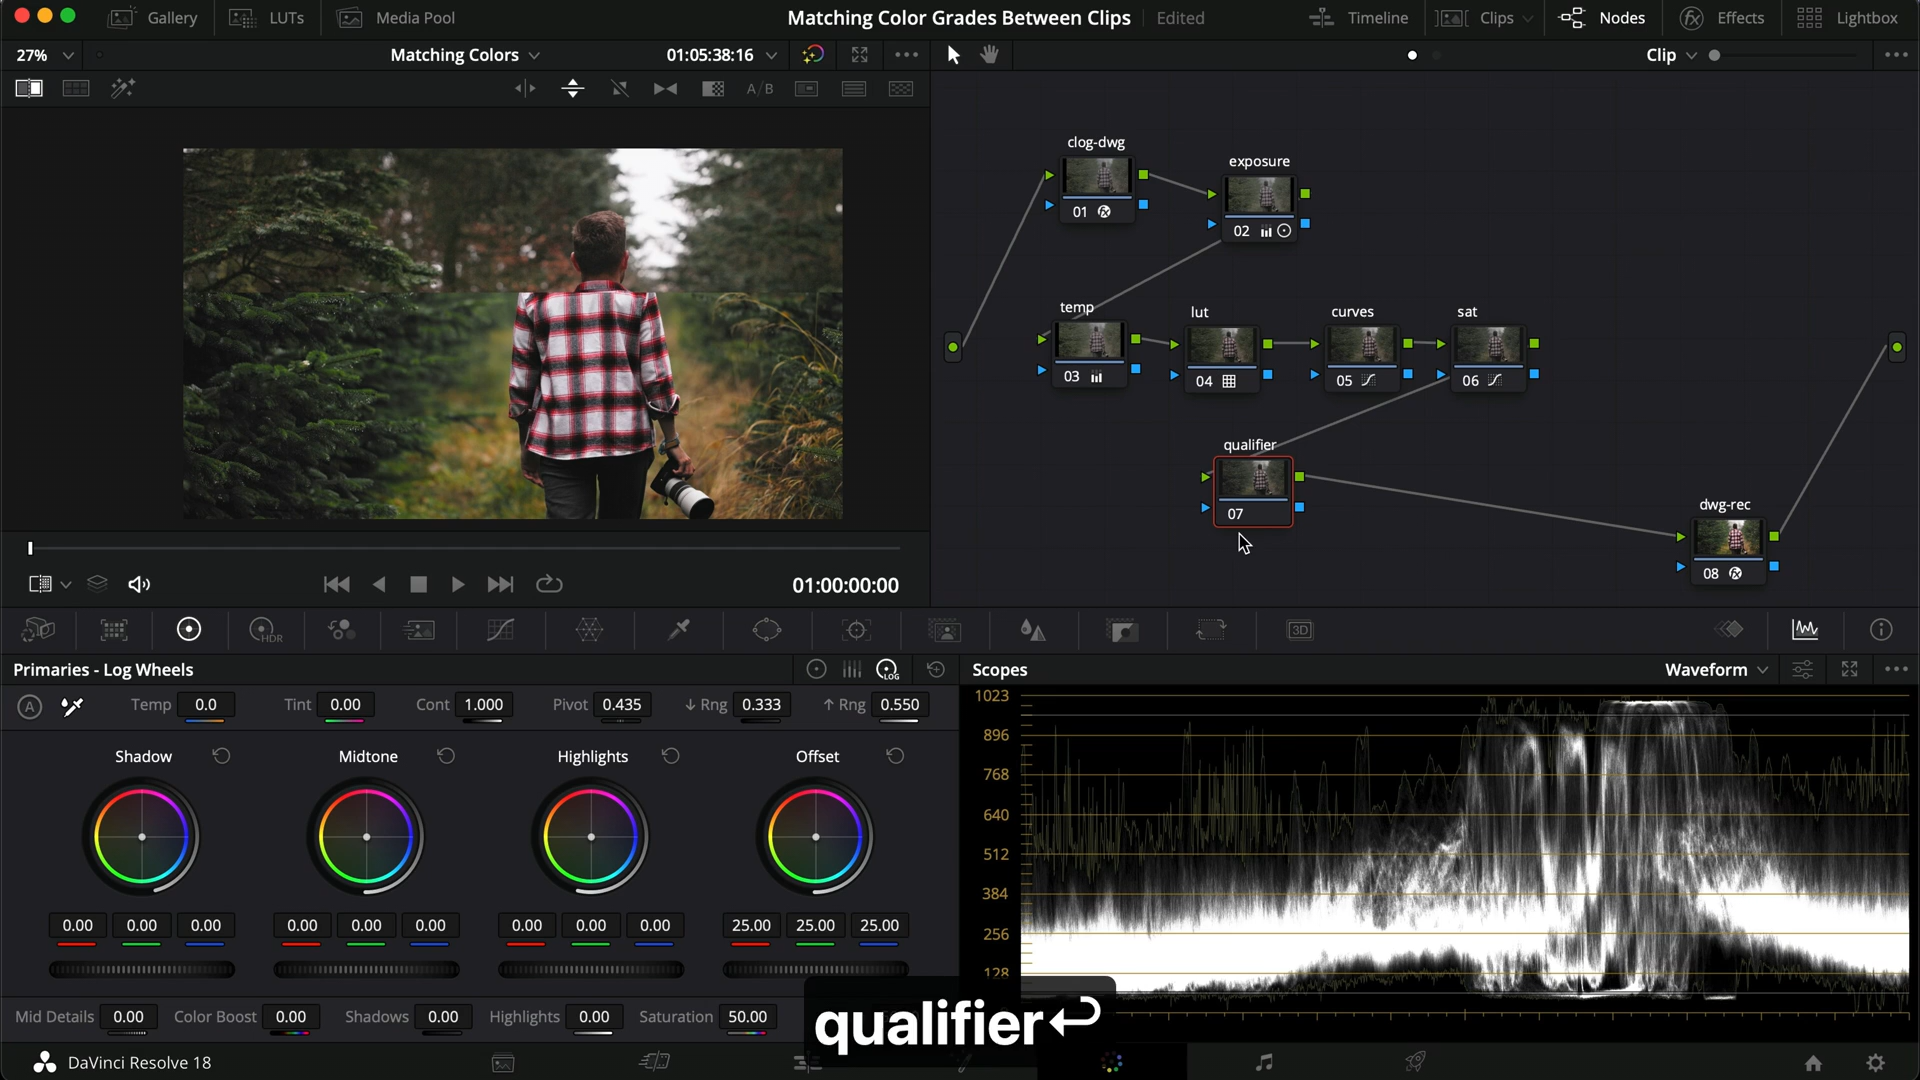 Gallery
LUTs
Media Pool
Matching Color Grades Between Clips
Edited
Timeline
Clips
Nodes
Effects
Lightbox
27%
Matching Colors
01:05:38:16
Clip
A/B
clog-dwg
01
exposure
02
temp
03
lut
04
curves
05
sat
06
qualifier
07
dwg-rec
08
01:00:00:00
HDR
3D
Primaries - Log Wheels
LOG
Scopes
Waveform
A
Temp 0.0
Tint 0.00
Cont 1.000
Pivot 0.435
↓ Rng 0.333
↑ Rng 0.550
Shadow
Midtone
Highlights
Offset
0.00 0.00 0.00
0.00 0.00 0.00
0.00 0.00 0.00
25.00 25.00 25.00
Mid Details 0.00
Color Boost 0.00
Shadows 0.00
Highlights 0.00
Saturation 50.00
1023
896
768
640
512
384
256
128
qualifier↩
DaVinci Resolve 18